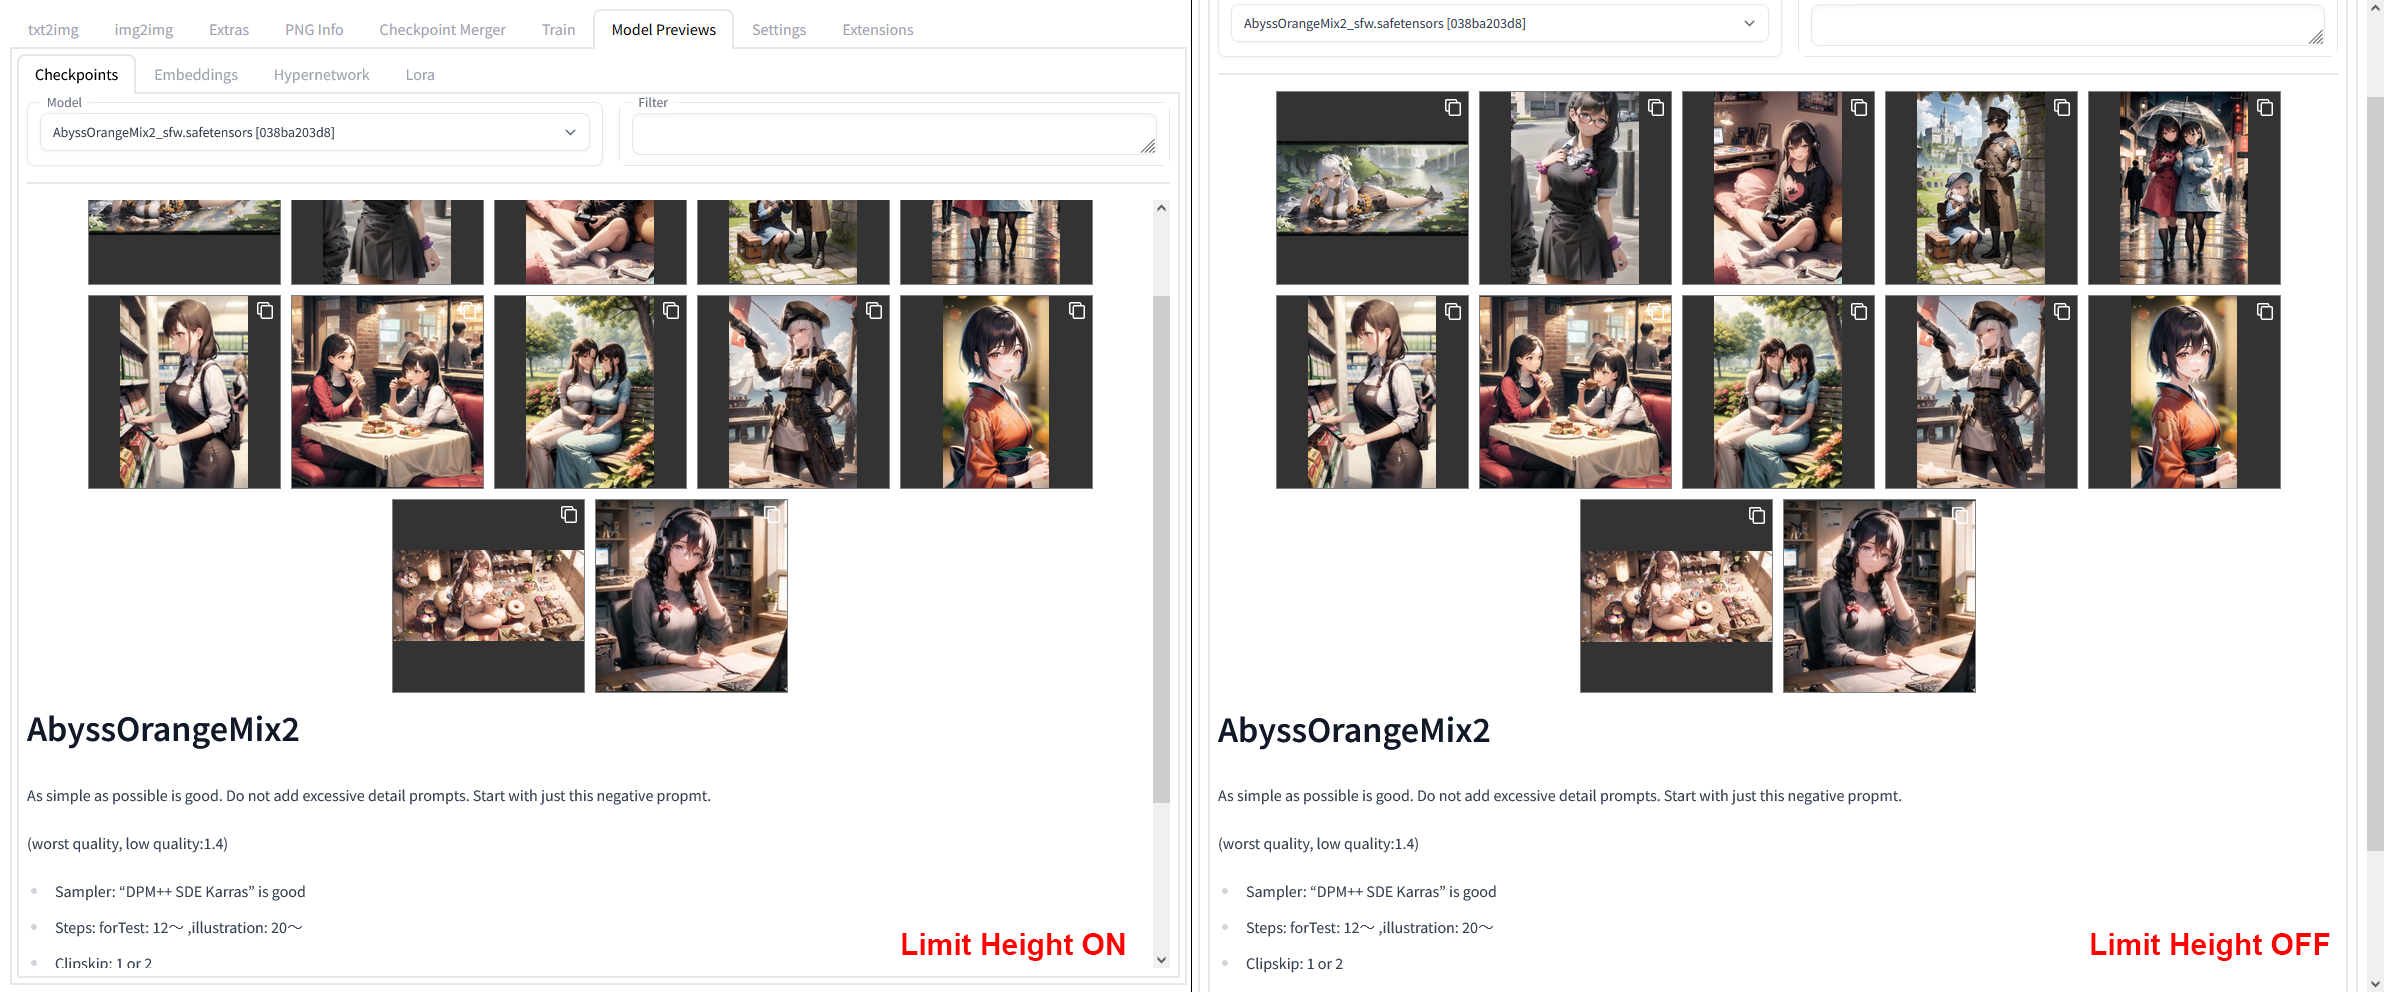 txt2img img2img Extras PNG Info Checkpoint Merger Train Model Previews Settings Extensions
Checkpoints Embeddings Hypernetwork Lora
Model Filter
AbyssOrangeMix2_sfw.safetensors [038ba203d8]
AbyssOrangeMix2
As simple as possible is good. Do not add excessive detail prompts. Start with just this negative propmt.
(worst quality, low quality:1.4)
Sampler: “DPM++ SDE Karras” is good
Steps: forTest: 12～ ,illustration: 20～
Clipskip: 1 or 2
Limit Height ON
AbyssOrangeMix2_sfw.safetensors [038ba203d8]
AbyssOrangeMix2
As simple as possible is good. Do not add excessive detail prompts. Start with just this negative propmt.
(worst quality, low quality:1.4)
Sampler: “DPM++ SDE Karras” is good
Steps: forTest: 12～ ,illustration: 20～
Clipskip: 1 or 2
Limit Height OFF